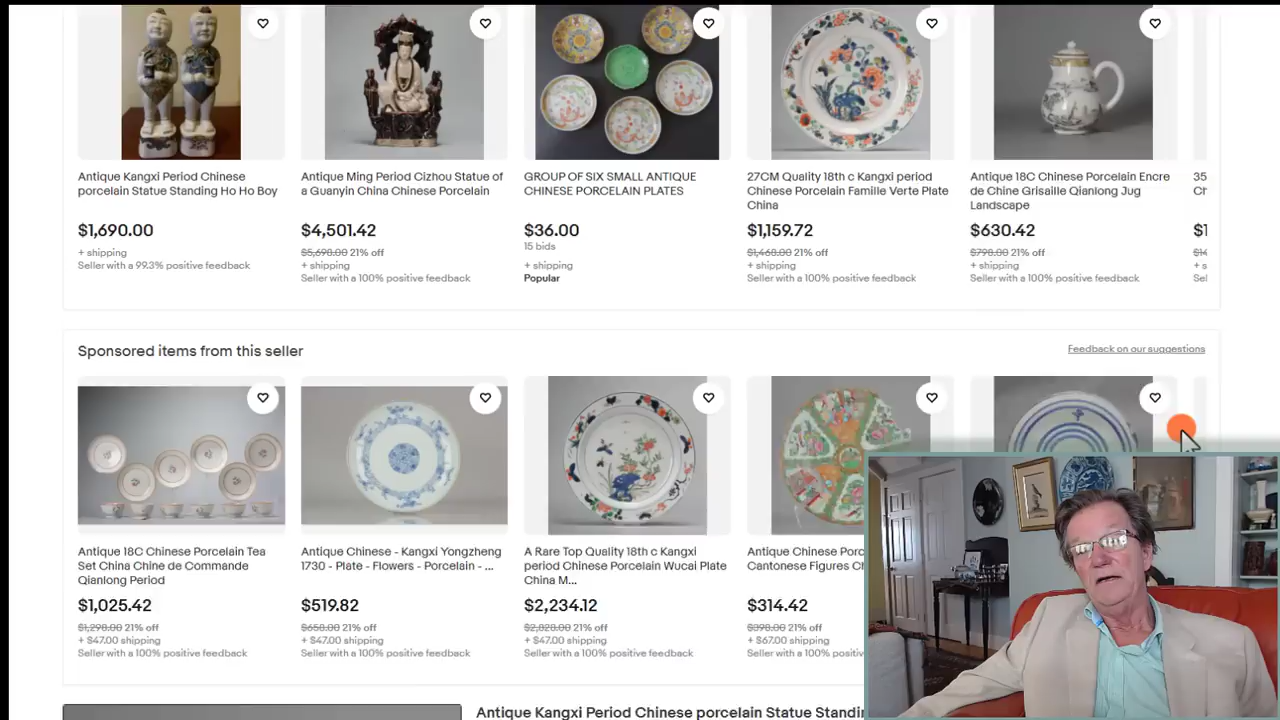 Antique Kangxi Period Chinese
porcelain Statue Standing Ho Ho Boy
$1,690.00
+ shipping
Seller with a 99.3% positive feedback
Antique Ming Period Cizhou Statue of
a Guanyin China Chinese Porcelain
$4,501.42
$5,698.00 21% off
+ shipping
Seller with a 100% positive feedback
GROUP OF SIX SMALL ANTIQUE
CHINESE PORCELAIN PLATES
$36.00
15 bids
+ shipping
Popular
27CM Quality 18th c Kangxi period
Chinese Porcelain Famille Verte Plate
China
$1,159.72
$1,468.00 21% off
+ shipping
Seller with a 100% positive feedback
Antique 18C Chinese Porcelain Encre
de Chine Grisaille Qianlong Jug
Landscape
$630.42
$798.00 21% off
+ shipping
Seller with a 100% positive feedback
35
Ch
$1
$14
+ s
Sel
Sponsored items from this seller
Feedback on our suggestions
Antique 18C Chinese Porcelain Tea
Set China Chine de Commande
Qianlong Period
$1,025.42
$1,298.00 21% off
+ $47.00 shipping
Seller with a 100% positive feedback
Antique Chinese - Kangxi Yongzheng
1730 - Plate - Flowers - Porcelain - ...
$519.82
$658.00 21% off
+ $47.00 shipping
Seller with a 100% positive feedback
A Rare Top Quality 18th c Kangxi
period Chinese Porcelain Wucai Plate
China M...
$2,234.12
$2,828.00 21% off
+ $47.00 shipping
Seller with a 100% positive feedback
Antique Chinese Porc
Cantonese Figures Ch
$314.42
$398.00 21% off
+ $67.00 shipping
Seller with a 100% positiv
Antique Kangxi Period Chinese porcelain Statue Standin